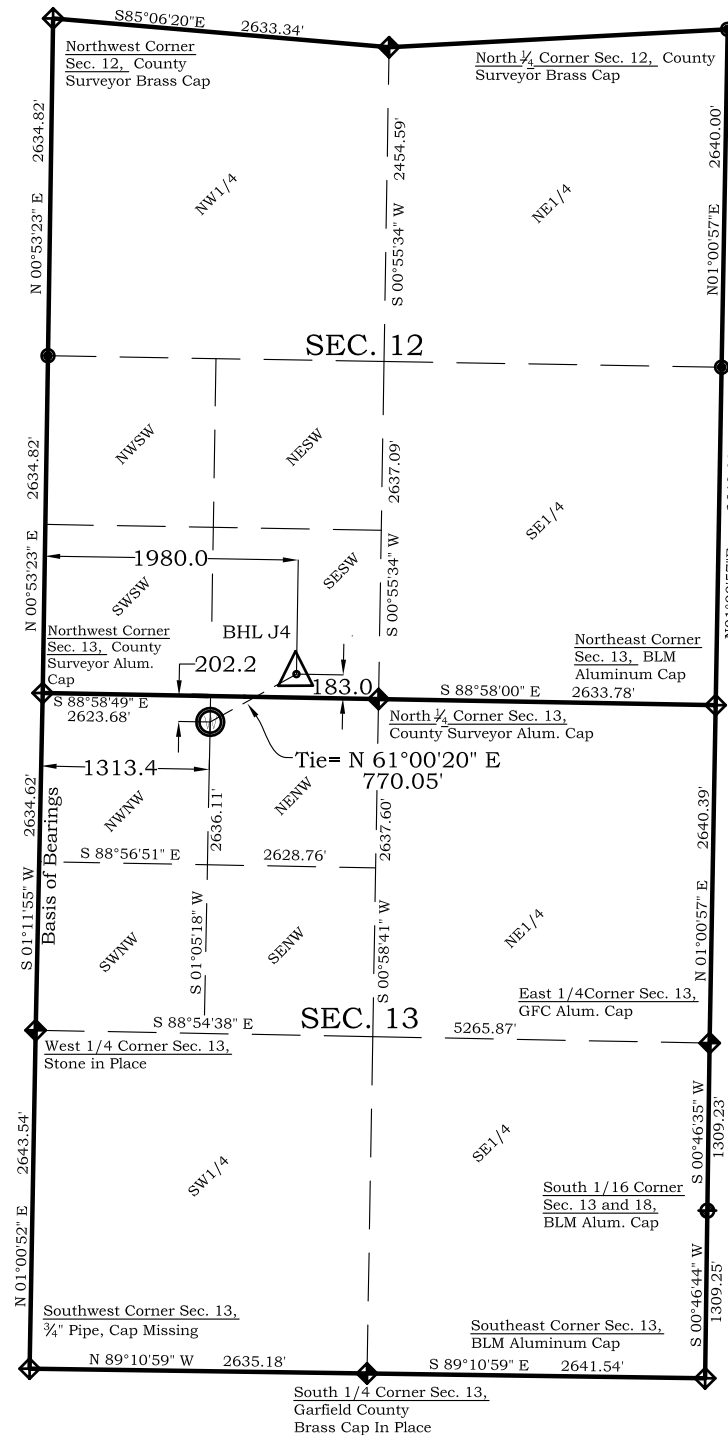 S85°06'20"E 2633.34'
Northwest Corner
Sec. 12, County
Surveyor Brass Cap
North 1/4 Corner Sec. 12, County
Surveyor Brass Cap
2634.82'
N 00°53'23" E
NW1/4
2454.59'
S 00°55'34" W
NE1/4
2640.00'
N01°00'57"E
SEC. 12
NWSW
NESW
2634.82'
N 00°53'23" E
2637.09'
S 00°55'34" W
SE1/4
1980.0
SWSW
SESW
Northwest Corner
Sec. 13, County
Surveyor Alum.
Cap
BHL J4
202.2
183.0
Northeast Corner
Sec. 13, BLM
Aluminum Cap
S 88°58'49" E
2623.68'
S 88°58'00" E 2633.78'
North 1/4 Corner Sec. 13,
County Surveyor Alum. Cap
Tie= N 61°00'20" E
770.05'
1313.4
2634.62'
S 01°11'55" W
Basis of Bearings
NWNW
NENW
2636.11'
S 01°05'18" W
2637.60'
S 00°58'41" W
2640.39'
N 01°00'57" E
S 88°56'51" E 2628.76'
SWNW
SENW
NE1/4
East 1/4Corner Sec. 13,
GFC Alum. Cap
S 88°54'38" E
SEC. 13
5265.87'
West 1/4 Corner Sec. 13,
Stone in Place
2643.54'
N 01°00'52" E
SW1/4
SE1/4
S 00°46'35" W
1309.23'
South 1/16 Corner
Sec. 13 and 18,
BLM Alum. Cap
S 00°46'44" W
1309.25'
Southwest Corner Sec. 13,
¾" Pipe, Cap Missing
Southeast Corner Sec. 13,
BLM Aluminum Cap
N 89°10'59" W 2635.18'
S 89°10'59" E 2641.54'
South 1/4 Corner Sec. 13,
Garfield County
Brass Cap In Place